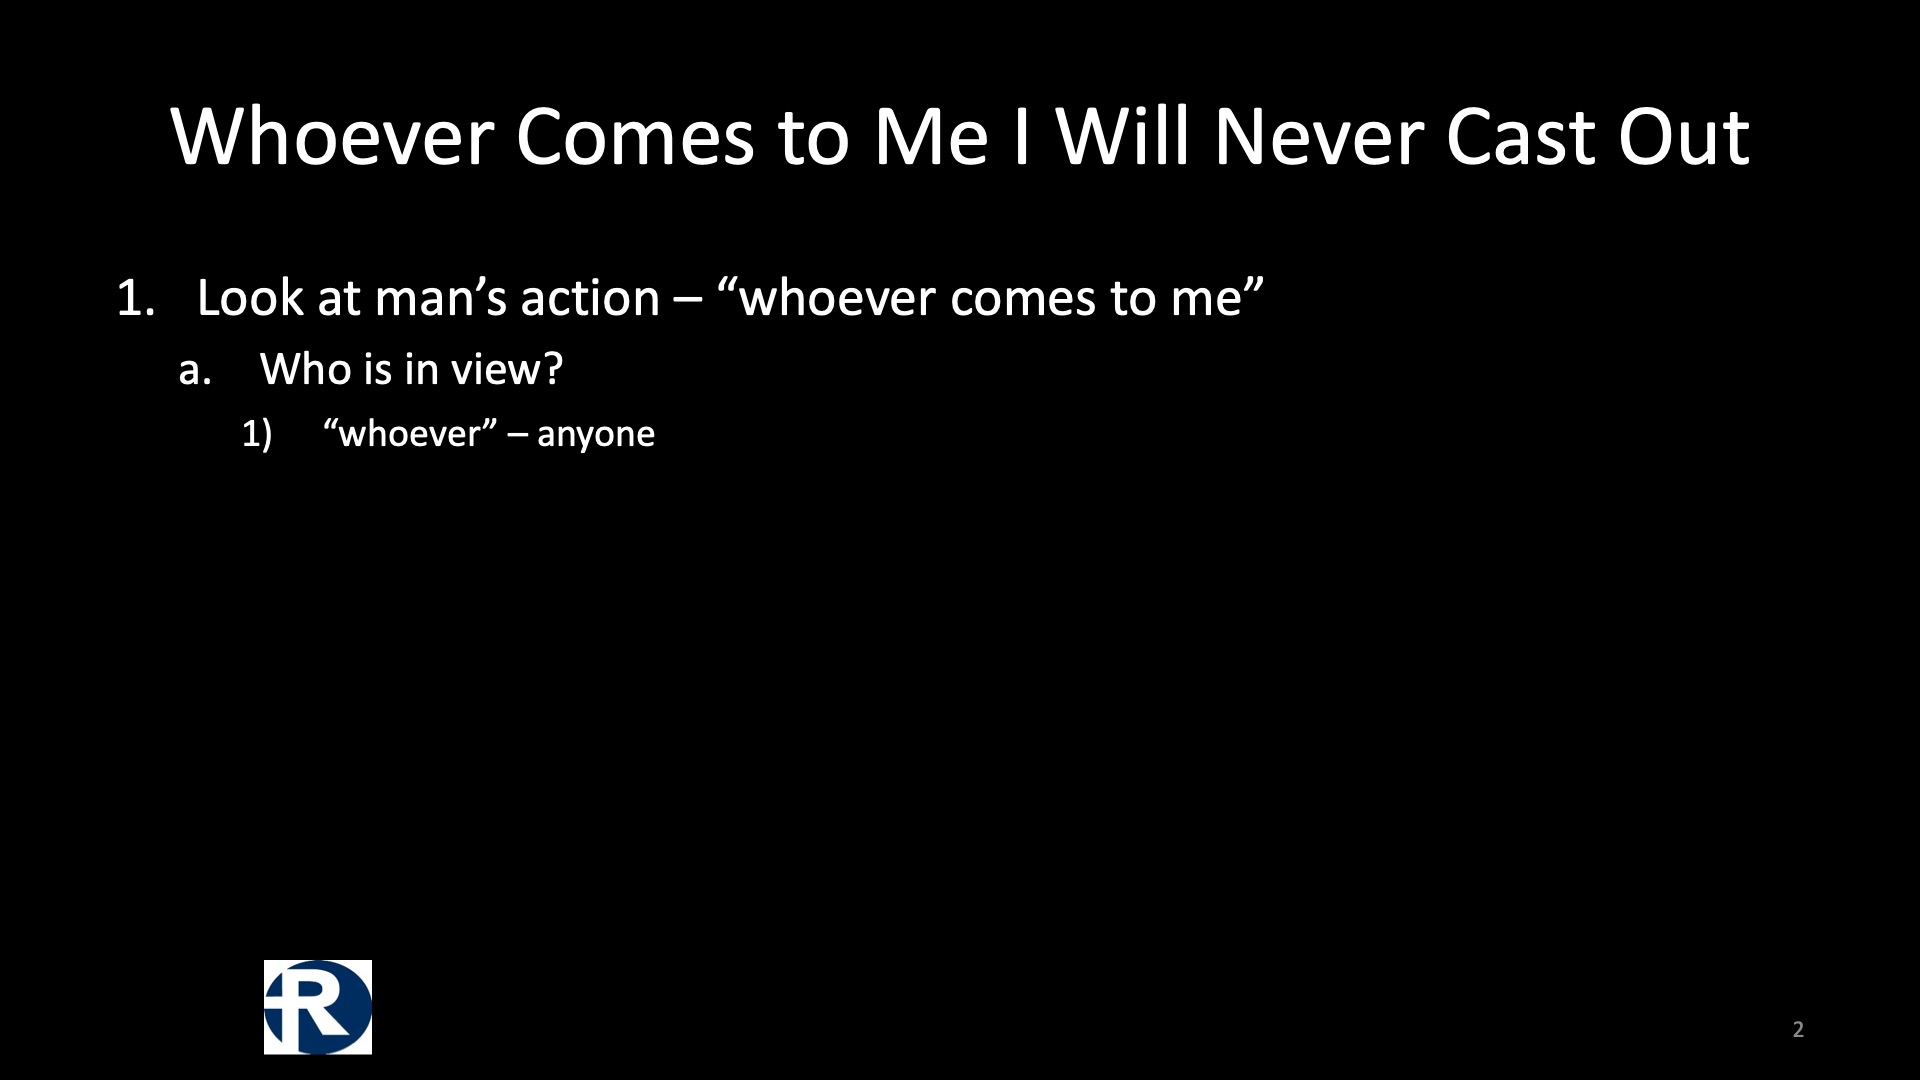 Whoever Comes to Me I Will Never Cast Out
1. Look at man’s action – “whoever comes to me”
a. Who is in view?
1) “whoever” – anyone
R
2